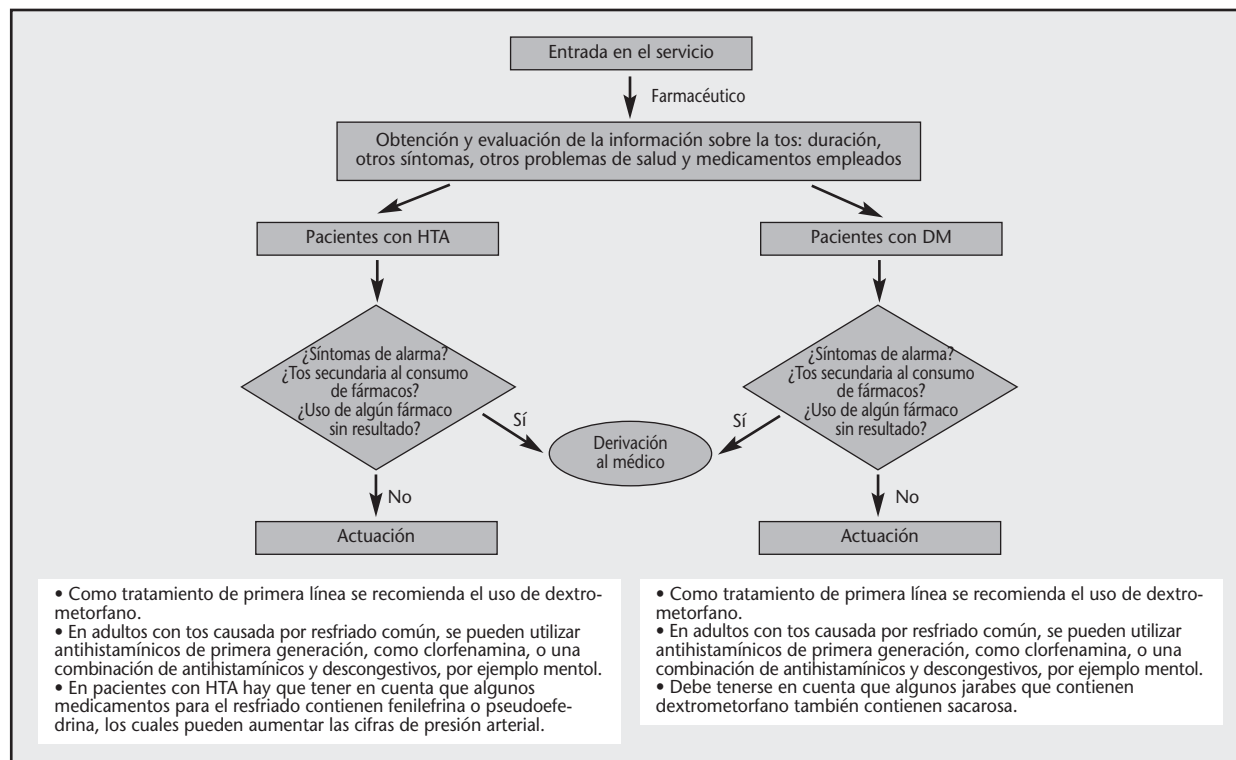 Entrada en el servicio
Farmacéutico
Obtención y evaluación de la información sobre la tos: duración,
otros síntomas, otros problemas de salud y medicamentos empleados
Pacientes con HTA
Pacientes con DM
¿Síntomas de alarma?
¿Tos secundaria al consumo
de fármacos?
¿Uso de algún fármaco
sin resultado?
¿Síntomas de alarma?
¿Tos secundaria al consumo
de fármacos?
¿Uso de algún fármaco
sin resultado?
Sí
Sí
Derivación
al médico
No
No
Actuación
Actuación
• Como tratamiento de primera línea se recomienda el uso de dextro-
metorfano.
• En adultos con tos causada por resfriado común, se pueden utilizar
antihistamínicos de primera generación, como clorfenamina, o una
combinación de antihistamínicos y descongestivos, por ejemplo mentol.
• En pacientes con HTA hay que tener en cuenta que algunos
medicamentos para el resfriado contienen fenilefrina o pseudoefe-
drina, los cuales pueden aumentar las cifras de presión arterial.
• Como tratamiento de primera línea se recomienda el uso de dextro-
metorfano.
• En adultos con tos causada por resfriado común, se pueden utilizar
antihistamínicos de primera generación, como clorfenamina, o una
combinación de antihistamínicos y descongestivos, por ejemplo mentol.
• Debe tenerse en cuenta que algunos jarabes que contienen
dextrometorfano también contienen sacarosa.